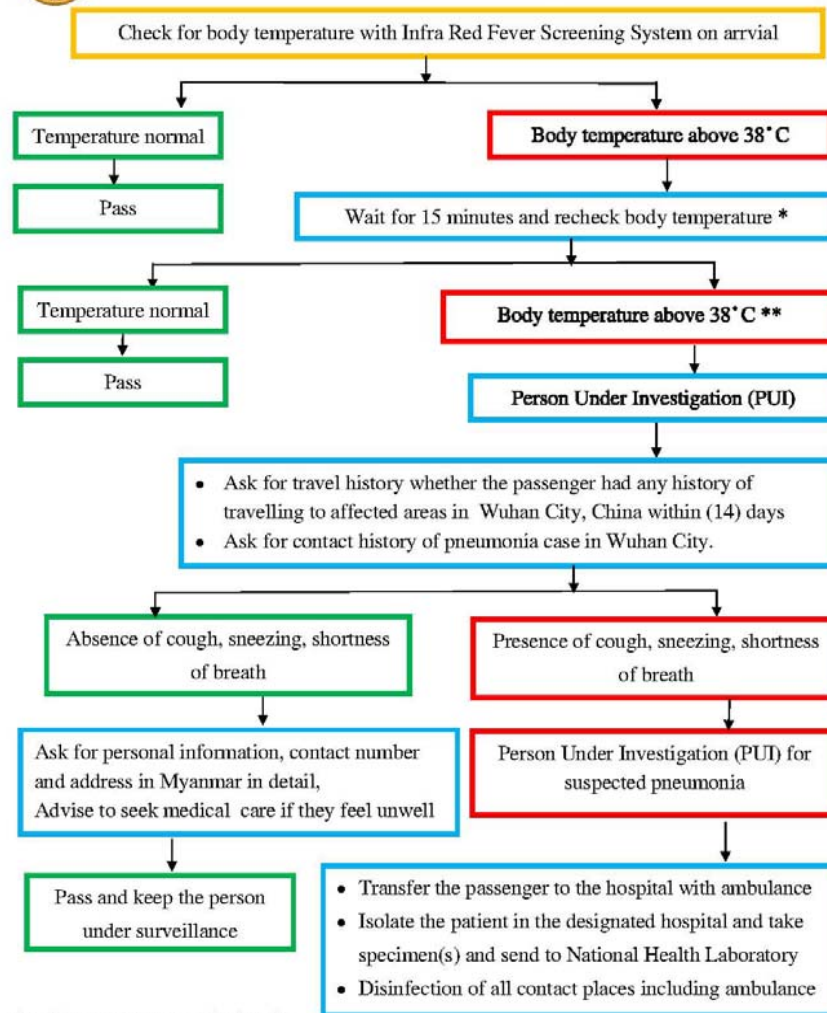 Check for body temperature with Infra Red Fever Screening System on arrvial
Temperature normal
Body temperature above 38°C
Pass
Wait for 15 minutes and recheck body temperature *
Temperature normal
Body temperature above 38°C **
Pass
Person Under Investigation (PUI)
• Ask for travel history whether the passenger had any history of
travelling to affected areas in Wuhan City, China within (14) days
• Ask for contact history of pneumonia case in Wuhan City.
Absence of cough, sneezing, shortness
of breath
Presence of cough, sneezing, shortness
of breath
Ask for personal information, contact number
and address in Myanmar in detail,
Advise to seek medical care if they feel unwell
Person Under Investigation (PUI) for
suspected pneumonia
Pass and keep the person
under surveillance
• Transfer the passenger to the hospital with ambulance
• Isolate the patient in the designated hospital and take
specimen(s) and send to National Health Laboratory
• Disinfection of all contact places including ambulance